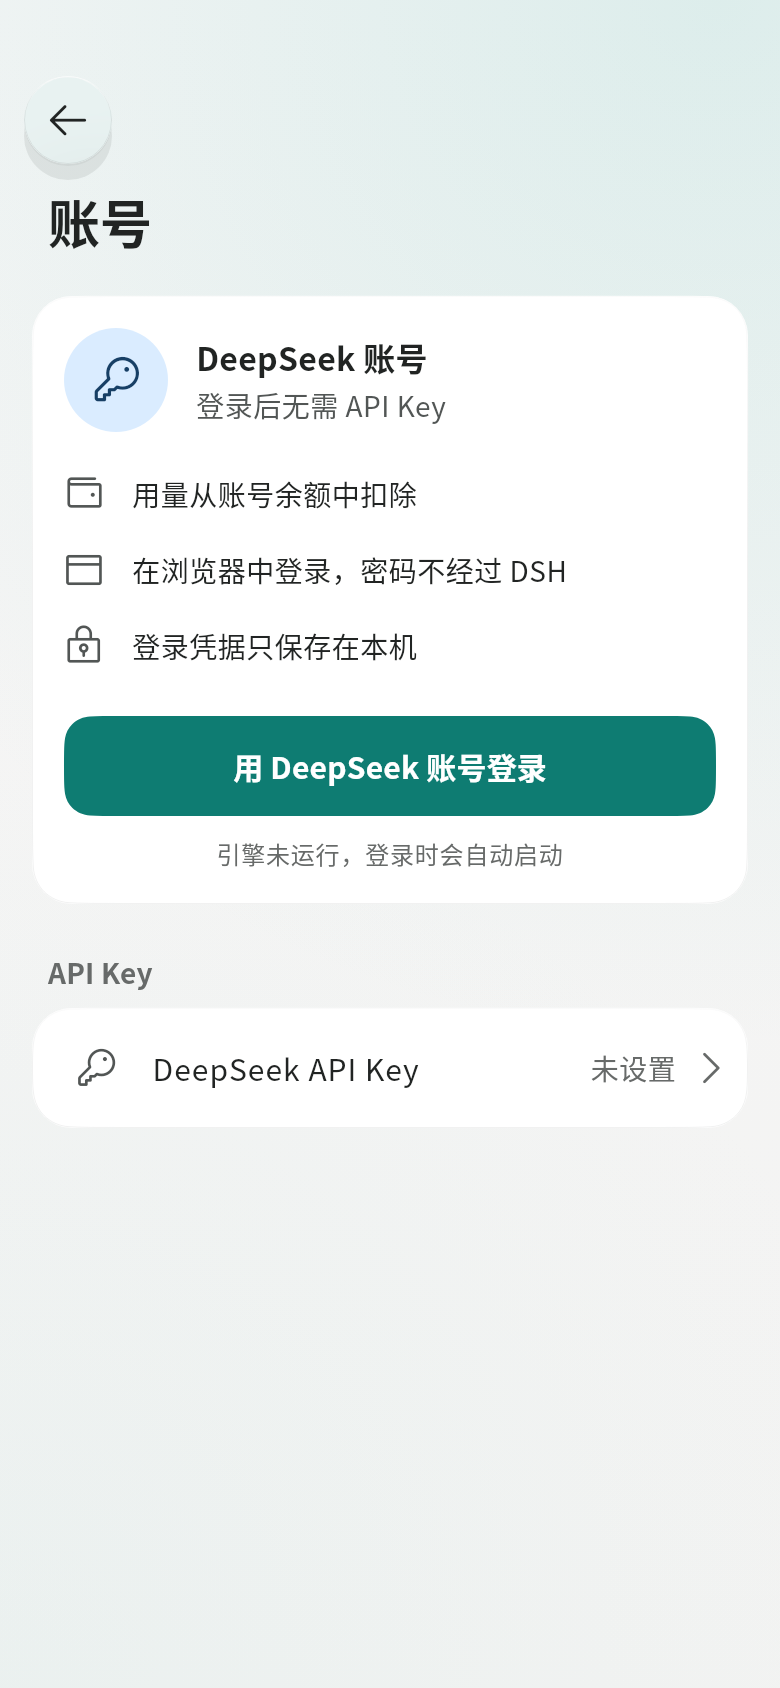 账号
DeepSeek 账号
登录后无需 API Key
用量从账号余额中扣除
在浏览器中登录，密码不经过 DSH
登录凭据只保存在本机
用 DeepSeek 账号登录
引擎未运行，登录时会自动启动
API Key
DeepSeek API Key 未设置